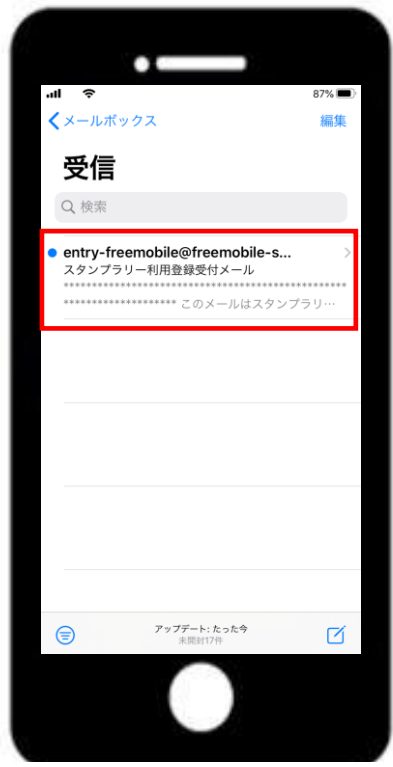 87%
メールボックス
編集
受信
検索
entry-freemobile@freemobile-s...
スタンプラリー利用登録受付メール
**************************************************
******************** このメールはスタンプラリ…
アップデート: たった今
未開封17件